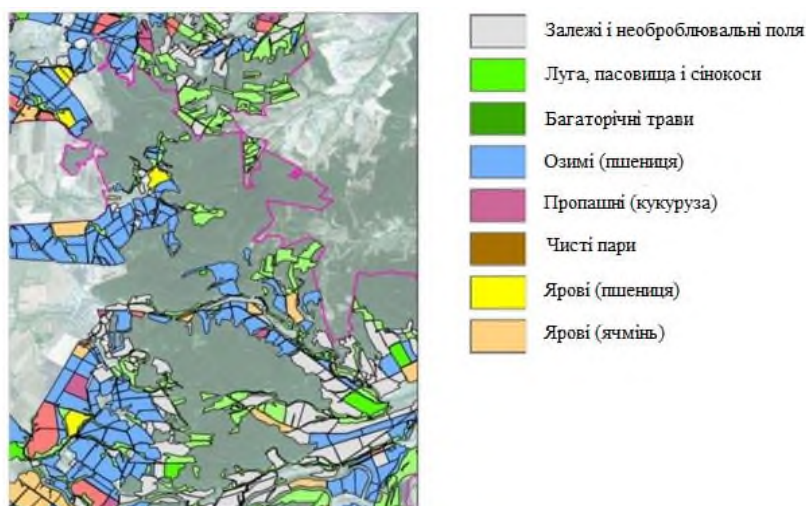 Залежі і необроблювальні поля
Луга, пасовища і сінокоси
Багаторічні трави
Озимі (пшениця)
Пропашні (кукуруза)
Чисті пари
Ярові (пшениця)
Ярові (ячмінь)